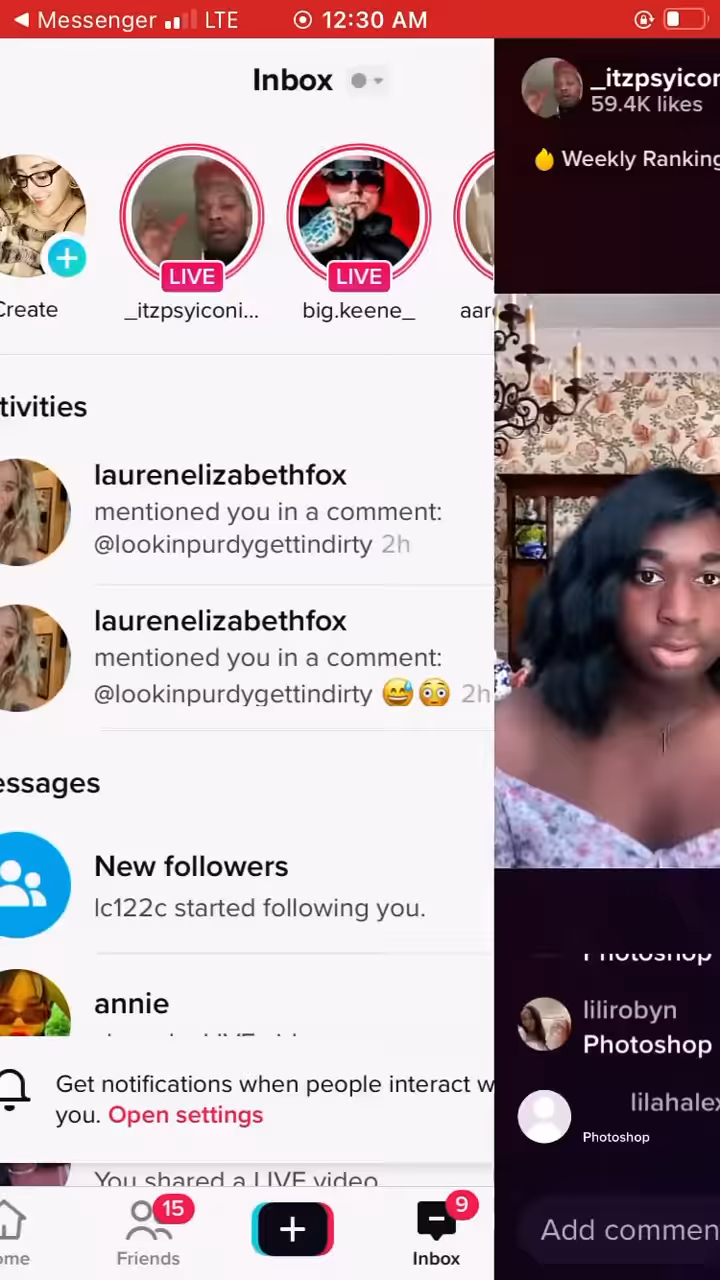 Messenger LTE 12:30 AM
Inbox
_itzpsyicon
59.4K likes
Weekly Ranking
LIVE
LIVE
Create
_itzpsyiconi...
big.keene_
aar
tivities
laurenelizabethfox
mentioned you in a comment:
@lookinpurdygettindirty 2h
laurenelizabethfox
mentioned you in a comment:
@lookinpurdygettindirty 😅😳 2h
essages
New followers
lc122c started following you.
annie
Get notifications when people interact w
you. Open settings
You shared a LIVE video
Photoshop
lilirobyn
Photoshop
lilahalex
Photoshop
Add commen
15
9
ome
Friends
Inbox